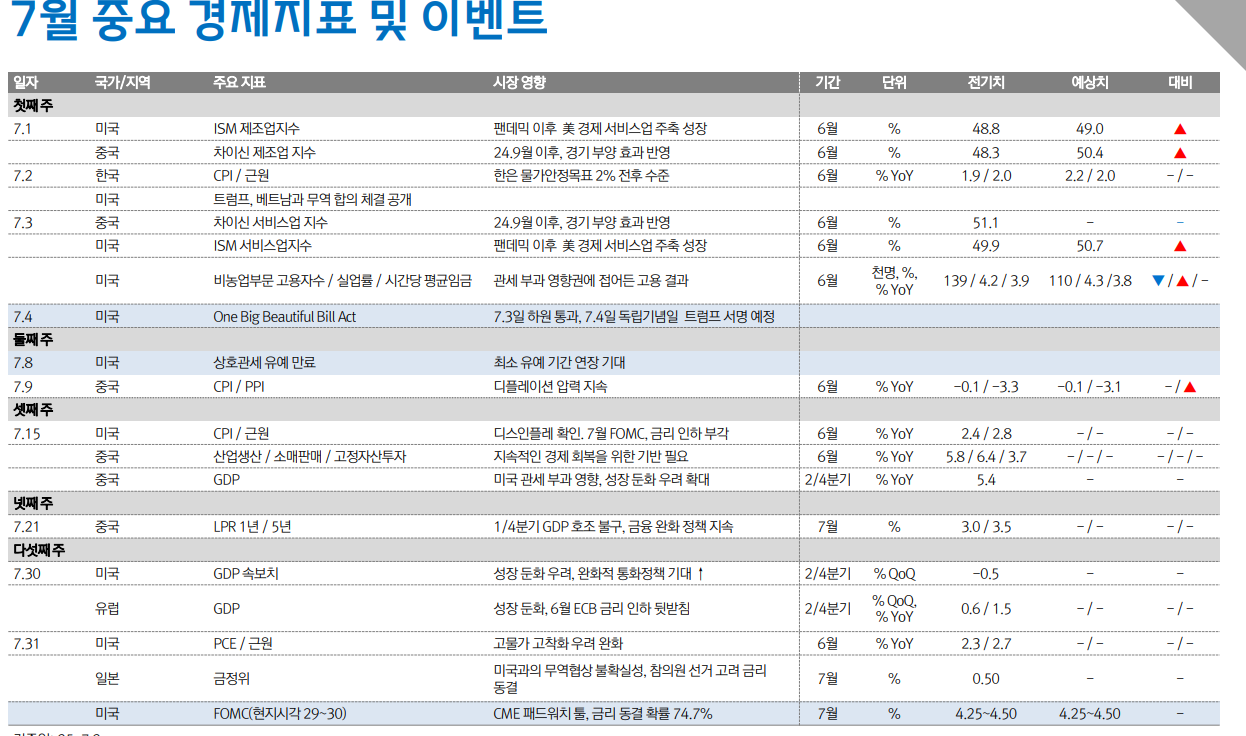 7월 중요 경제지표 및 이벤트
일자 국가/지역 주요 지표 시장 영향 기간 단위 전기치 예상치 대비
첫째 주
7.1 미국 ISM 제조업지수 팬데믹 이후 美 경제 서비스업 주축 성장 6월 % 48.8 49.0 ▲
중국 차이신 제조업 지수 24.9월 이후, 경기 부양 효과 반영 6월 % 48.3 50.4 ▲
7.2 한국 CPI / 근원 한은 물가안정목표 2% 전후 수준 6월 % YoY 1.9 / 2.0 2.2 / 2.0 – / –
미국 트럼프, 베트남과 무역 합의 체결 공개
7.3 중국 차이신 서비스업 지수 24.9월 이후, 경기 부양 효과 반영 6월 % 51.1 – –
미국 ISM 서비스업지수 팬데믹 이후 美 경제 서비스업 주축 성장 6월 % 49.9 50.7 ▲
미국 비농업부문 고용자수 / 실업률 / 시간당 평균임금 관세 부과 영향권에 접어든 고용 결과 6월 천명, %, 139 / 4.2 / 3.9 110 / 4.3 /3.8 ▼ / ▲ / –
% YoY
7.4 미국 One Big Beautiful Bill Act 7.3일 하원 통과, 7.4일 독립기념일 트럼프 서명 예정
둘째 주
7.8 미국 상호관세 유예 만료 최소 유예 기간 연장 기대
7.9 중국 CPI / PPI 디플레이션 압력 지속 6월 % YoY –0.1 / –3.3 –0.1 / –3.1 – / ▲
셋째 주
7.15 미국 CPI / 근원 디스인플레 확인. 7월 FOMC, 금리 인하 부각 6월 % YoY 2.4 / 2.8 – / – – / –
중국 산업생산 / 소매판매 / 고정자산투자 지속적인 경제 회복을 위한 기반 필요 6월 % YoY 5.8 / 6.4 / 3.7 – / – / – – / – / –
중국 GDP 미국 관세 부과 영향, 성장 둔화 우려 확대 2/4분기 % YoY 5.4 – –
넷째 주
7.21 중국 LPR 1년 / 5년 1/4분기 GDP 호조 불구, 금융 완화 정책 지속 7월 % 3.0 / 3.5 – / – – / –
다섯째 주
7.30 미국 GDP 속보치 성장 둔화 우려, 완화적 통화정책 기대 ↑ 2/4분기 % QoQ –0.5 – –
유럽 GDP 성장 둔화, 6월 ECB 금리 인하 뒷받침 2/4분기 % QoQ, 0.6 / 1.5 – / – – / –
% YoY
7.31 미국 PCE / 근원 고물가 고착화 우려 완화 6월 % YoY 2.3 / 2.7 – / – – / –
일본 금정위 미국과의 무역협상 불확실성, 참의원 선거 고려 금리 7월 % 0.50 – –
동결
미국 FOMC(현지시각 29~30) CME 패드워치 툴, 금리 동결 확률 74.7% 7월 % 4.25~4.50 4.25~4.50 –